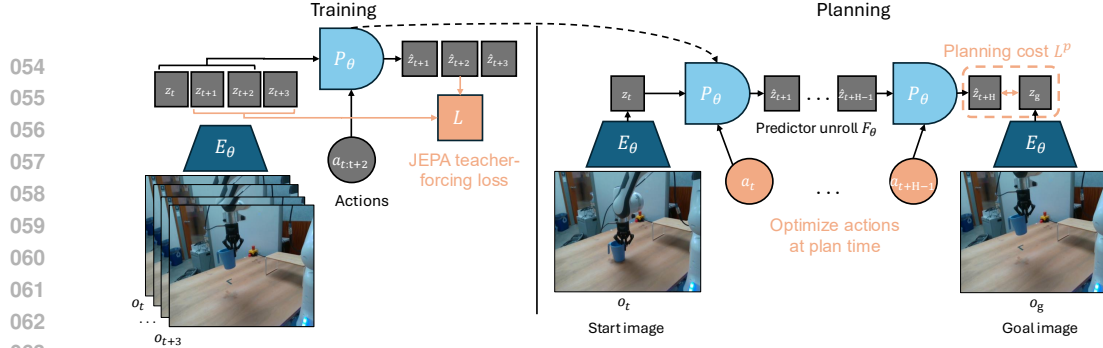 Training
Planning
054
055
056
057
058
059
060
061
062
P_θ
ẑ_{t+1} ẑ_{t+2} ẑ_{t+3}
z_t z_{t+1} z_{t+2} z_{t+3}
L
E_θ
a_{t:t+2}
JEPA teacher-
forcing loss
Actions
o_t
...
o_{t+3}
Planning cost L^p
z_t
P_θ
ẑ_{t+1}
...
ẑ_{t+H−1}
P_θ
ẑ_{t+H}
z_g
Predictor unroll F_θ
E_θ
E_θ
a_t
...
a_{t+H−1}
Optimize actions
at plan time
o_t
o_g
Start image
Goal image